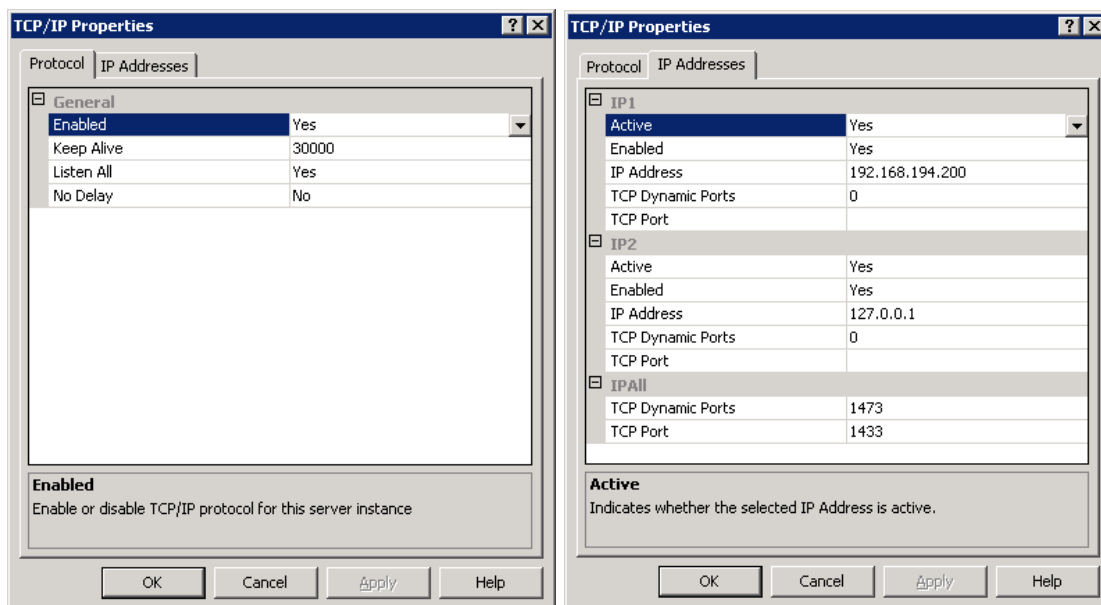 TCP/IP Properties
Protocol
IP Addresses
General
Enabled Yes
Keep Alive 30000
Listen All Yes
No Delay No
Enabled
Enable or disable TCP/IP protocol for this server instance
OK Cancel Apply Help
TCP/IP Properties
Protocol
IP Addresses
IP1
Active Yes
Enabled Yes
IP Address 192.168.194.200
TCP Dynamic Ports 0
TCP Port
IP2
Active Yes
Enabled Yes
IP Address 127.0.0.1
TCP Dynamic Ports 0
TCP Port
IPAll
TCP Dynamic Ports 1473
TCP Port 1433
Active
Indicates whether the selected IP Address is active.
OK Cancel Apply Help